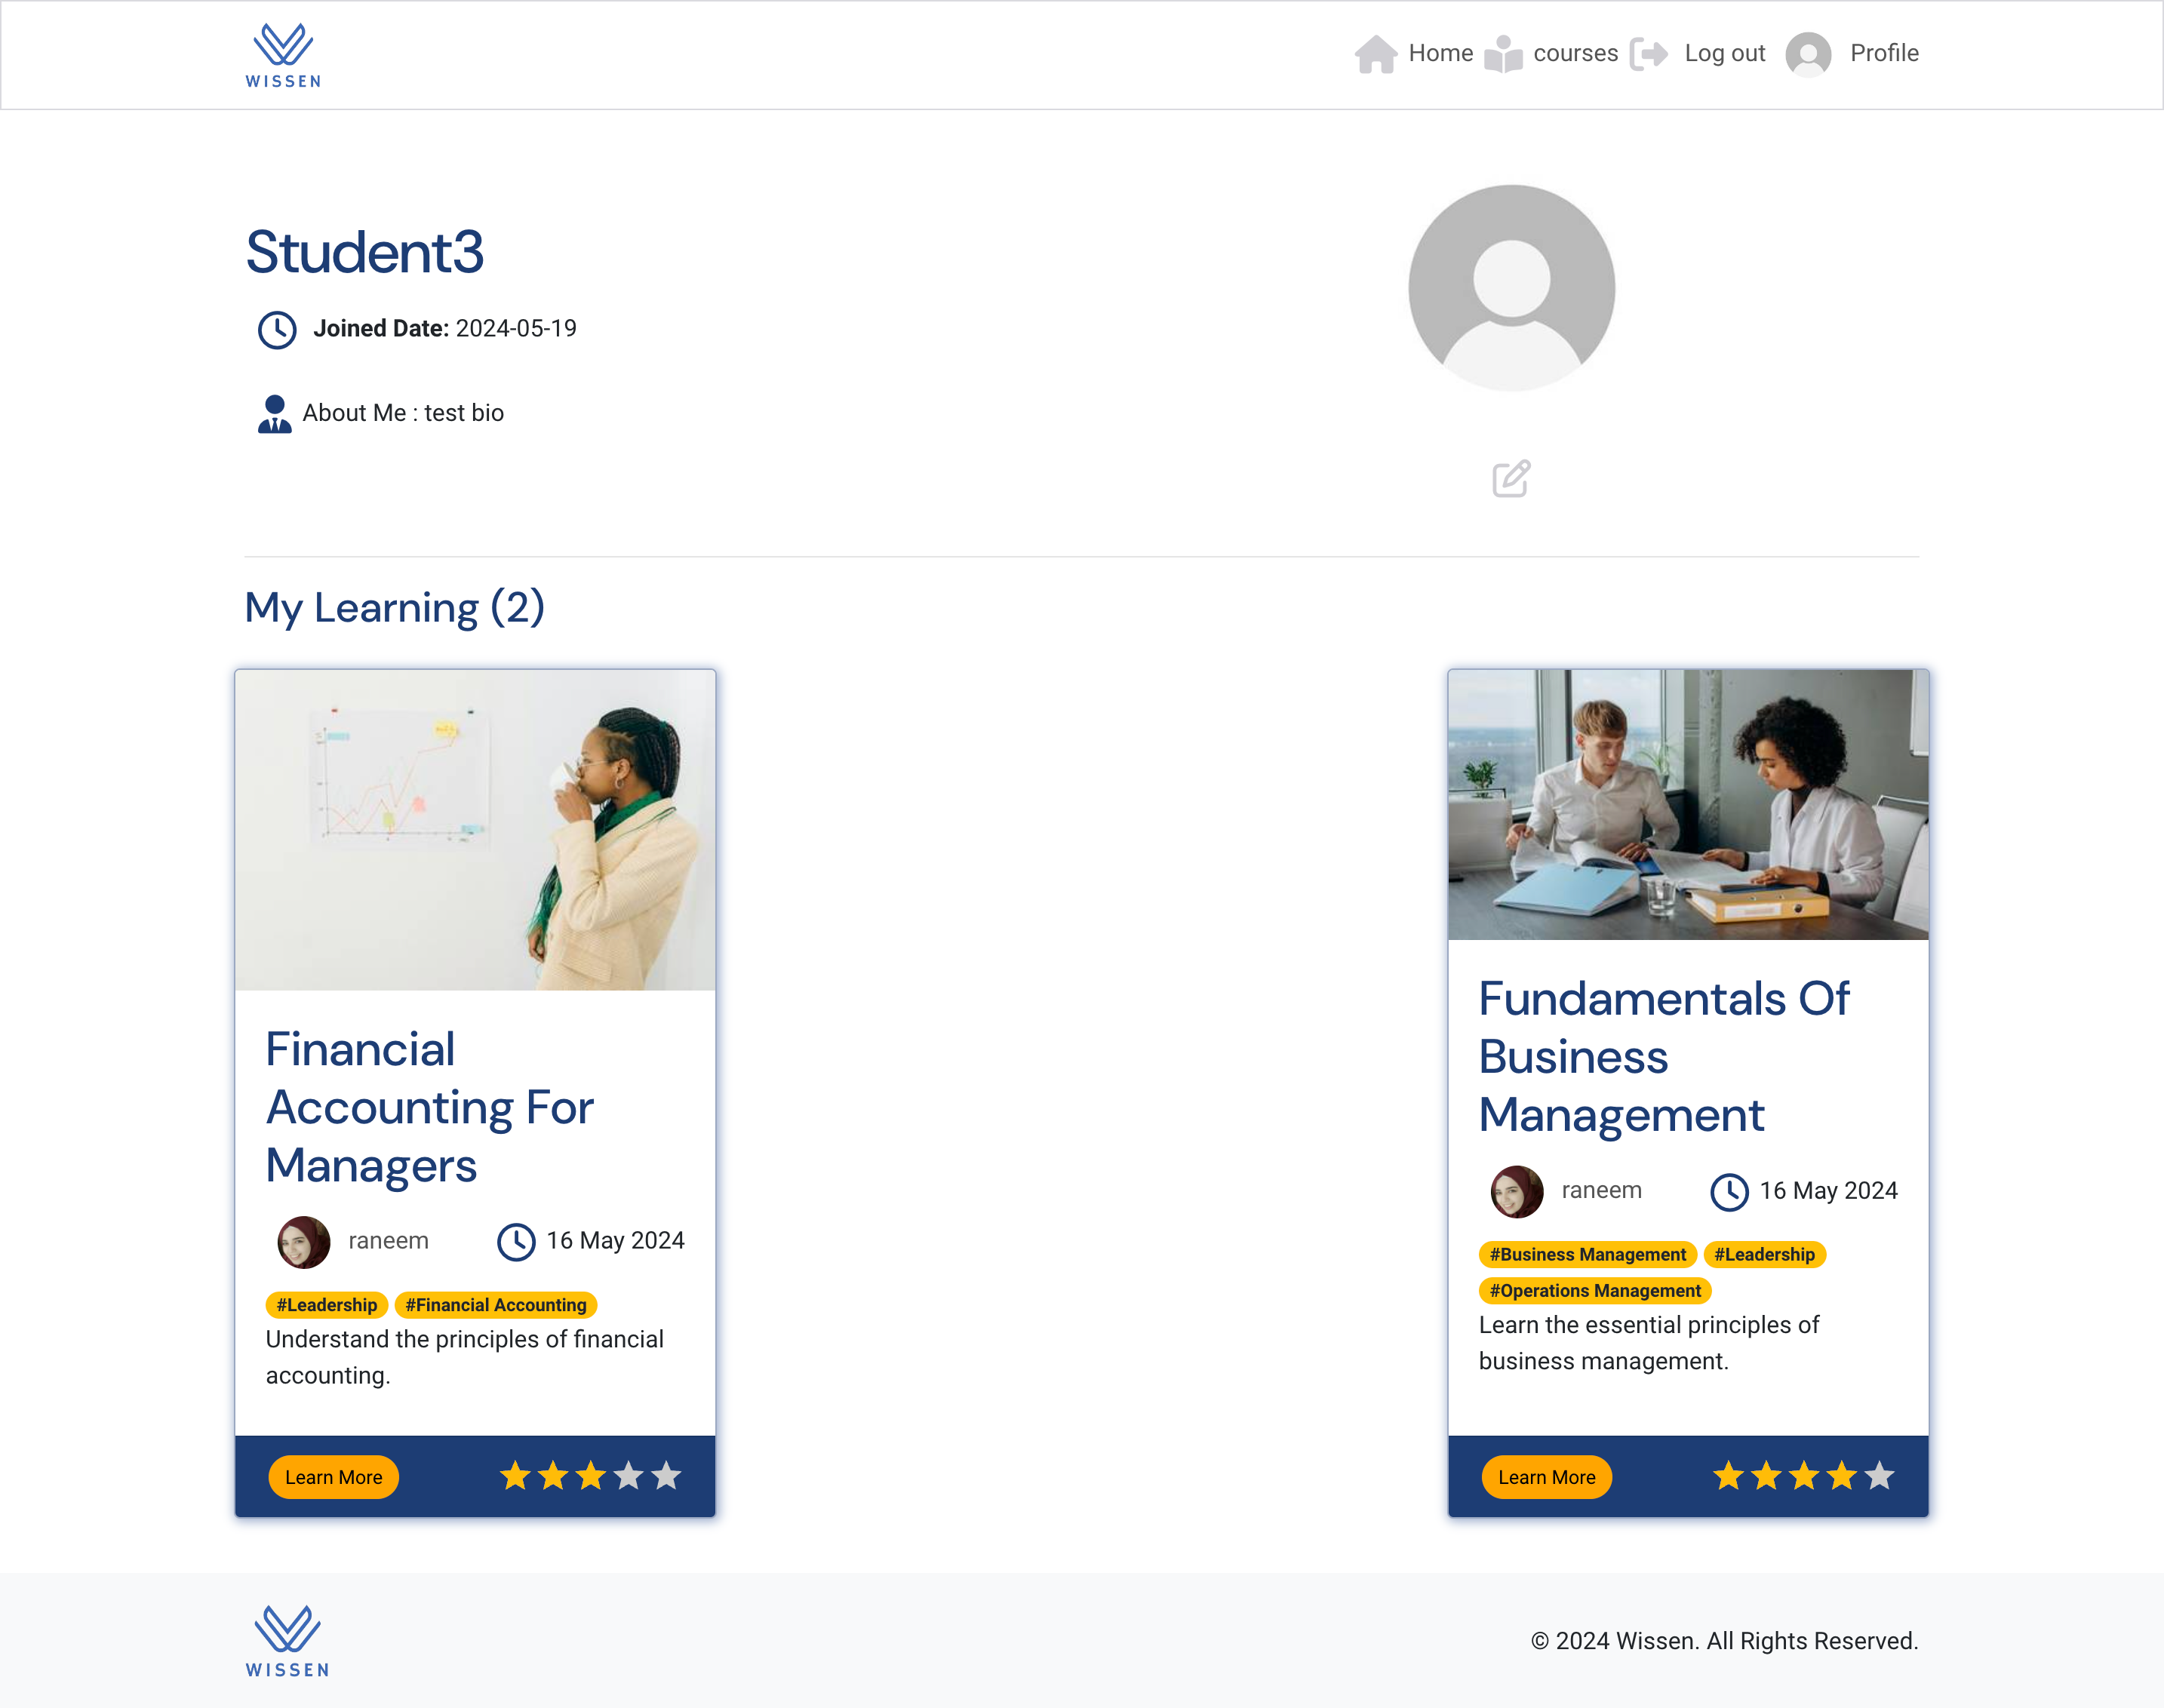 WISSEN
Home courses Log out Profile
Student3
Joined Date: 2024-05-19
About Me : test bio
My Learning (2)
Financial
Accounting For
Managers
raneem 16 May 2024
#Leadership #Financial Accounting
Understand the principles of financial
accounting.
Learn More
Fundamentals Of
Business
Management
raneem 16 May 2024
#Business Management #Leadership
#Operations Management
Learn the essential principles of
business management.
Learn More
WISSEN
© 2024 Wissen. All Rights Reserved.